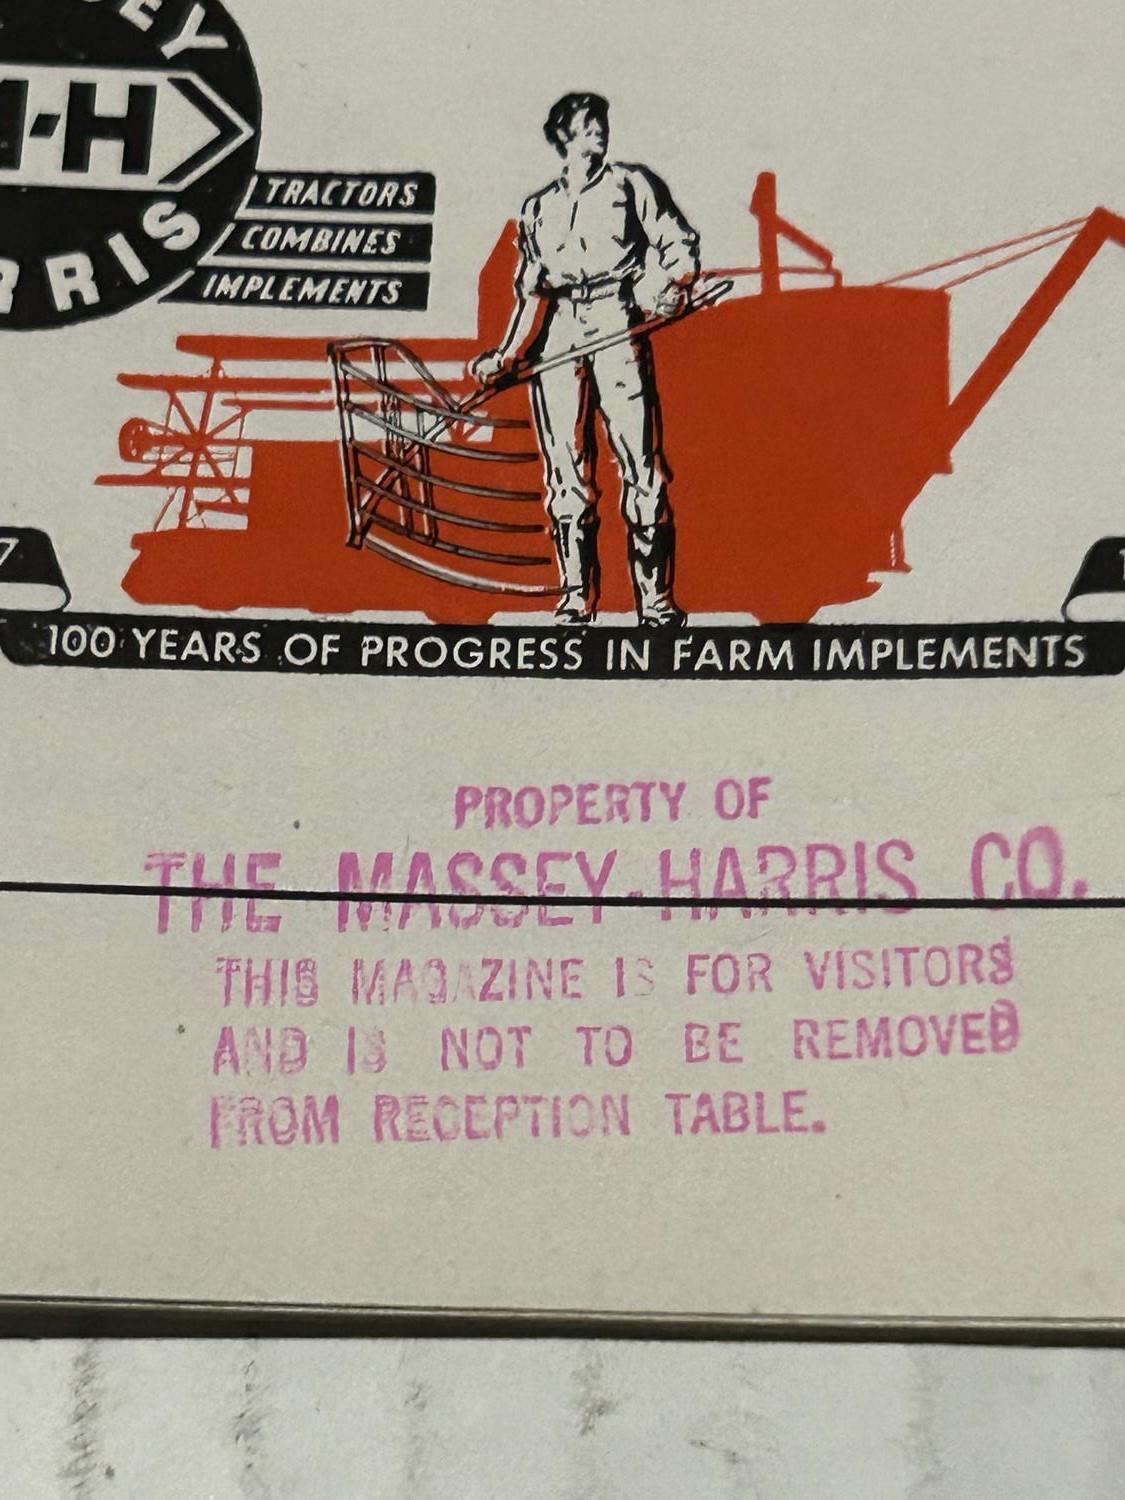 M-H
TRACTORS
COMBINES
IMPLEMENTS
100 YEARS OF PROGRESS IN FARM IMPLEMENTS
PROPERTY OF
THE MASSEY-HARRIS CO.
THIS MAGAZINE IS FOR VISITORS
AND IS NOT TO BE REMOVED
FROM RECEPTION TABLE.